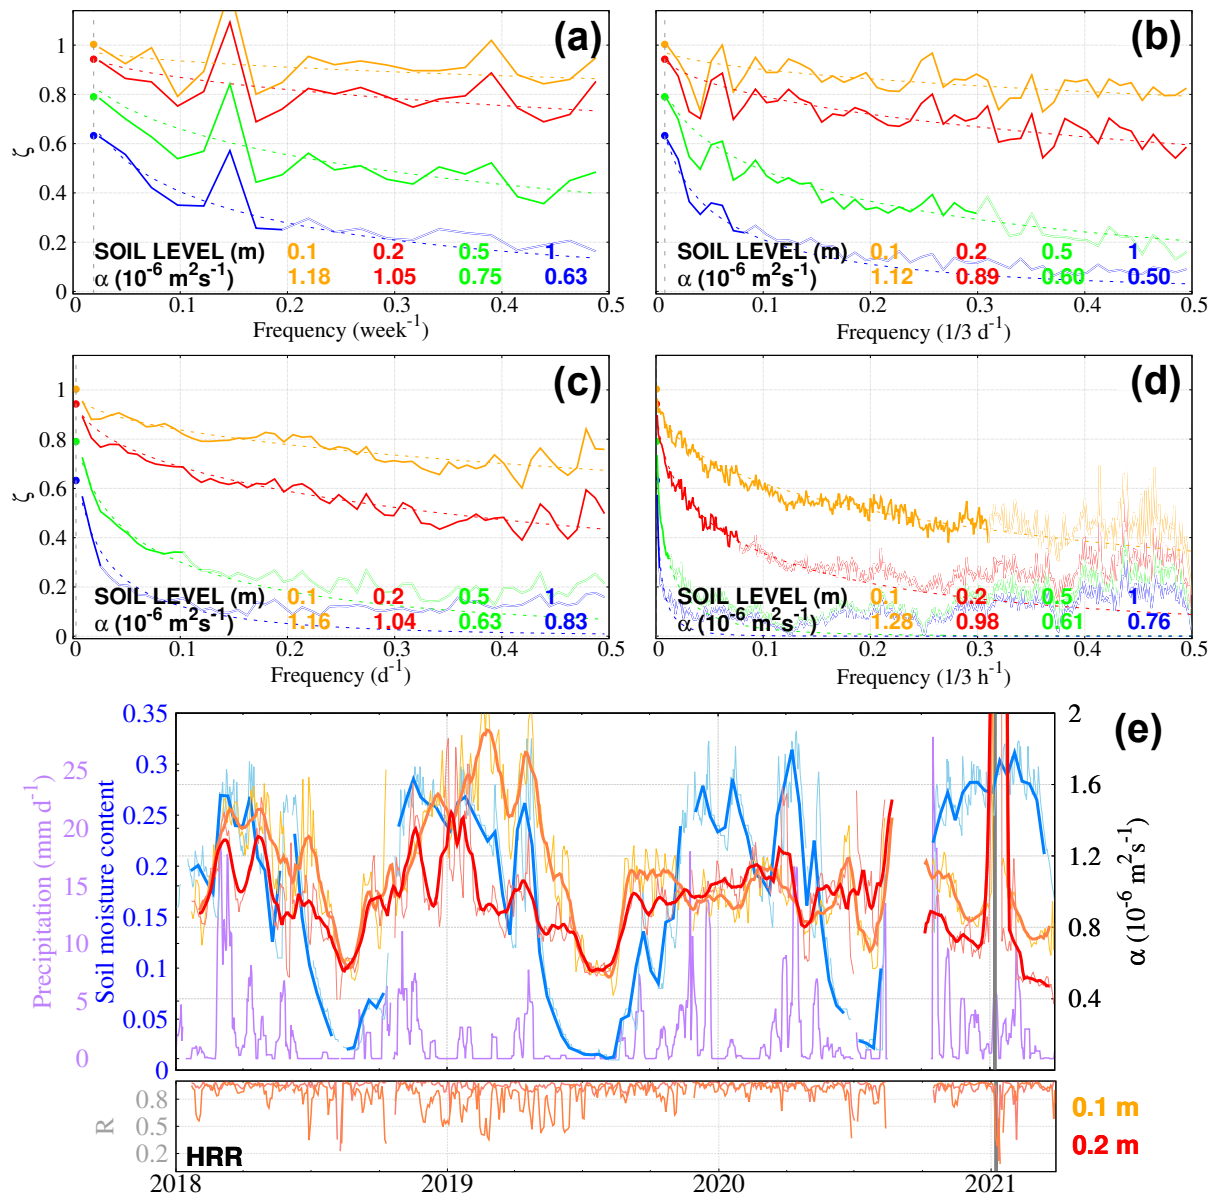 (a)
ζ
1
0.8
0.6
0.4
0.2
0
SOIL LEVEL (m) 0.1 0.2 0.5 1
α (10⁻⁶ m²s⁻¹) 1.18 1.05 0.75 0.63
0 0.1 0.2 0.3 0.4 0.5
Frequency (week⁻¹)
(b)
SOIL LEVEL (m) 0.1 0.2 0.5 1
α (10⁻⁶ m²s⁻¹) 1.12 0.89 0.60 0.50
0 0.1 0.2 0.3 0.4 0.5
Frequency (1/3 d⁻¹)
(c)
ζ
1
0.8
0.6
0.4
0.2
0
SOIL LEVEL (m) 0.1 0.2 0.5 1
α (10⁻⁶ m²s⁻¹) 1.16 1.04 0.63 0.83
0 0.1 0.2 0.3 0.4 0.5
Frequency (d⁻¹)
(d)
SOIL LEVEL (m) 0.1 0.2 0.5 1
α (10⁻⁶ m²s⁻¹) 1.28 0.98 0.61 0.76
0 0.1 0.2 0.3 0.4 0.5
Frequency (1/3 h⁻¹)
(e)
Precipitation (mm d⁻¹)
25
20
15
10
5
0
Soil moisture content
0.35
0.3
0.25
0.2
0.15
0.1
0.05
0
2
1.6
1.2
0.8
0.4
α (10⁻⁶ m²s⁻¹)
R
0.8
0.5
0.2
HRR
0.1 m
0.2 m
2018 2019 2020 2021